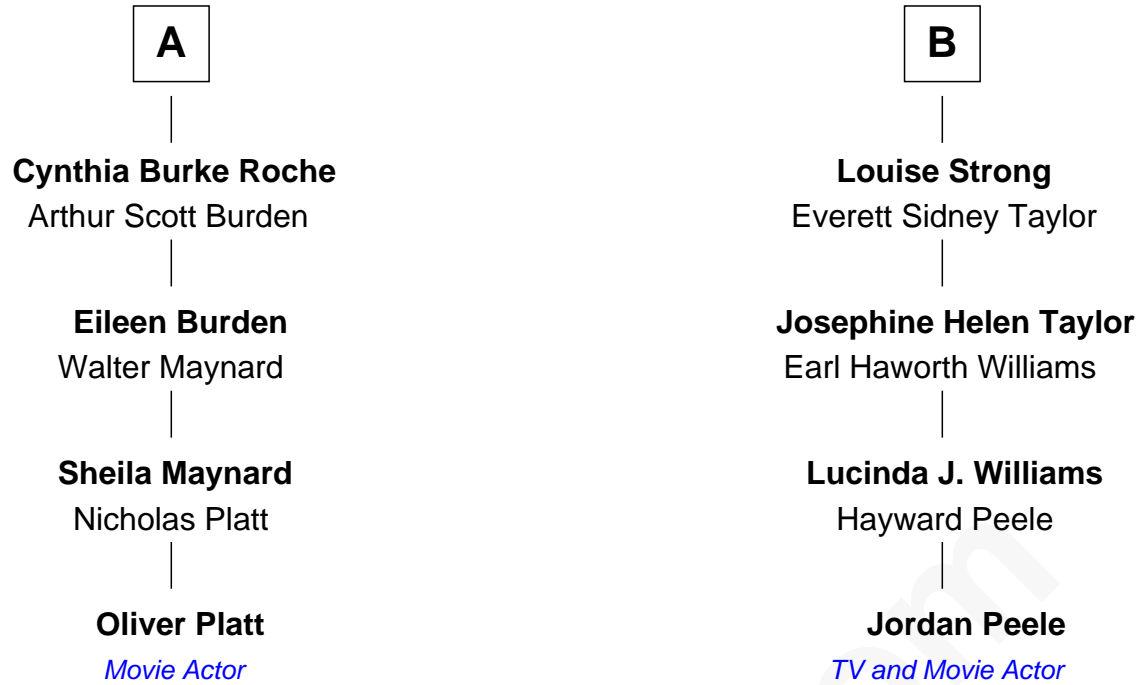 A
Cynthia Burke Roche
Arthur Scott Burden
Eileen Burden
Walter Maynard
Sheila Maynard
Nicholas Platt
Oliver Platt
Movie Actor
B
Louise Strong
Everett Sidney Taylor
Josephine Helen Taylor
Earl Haworth Williams
Lucinda J. Williams
Hayward Peele
Jordan Peele
TV and Movie Actor